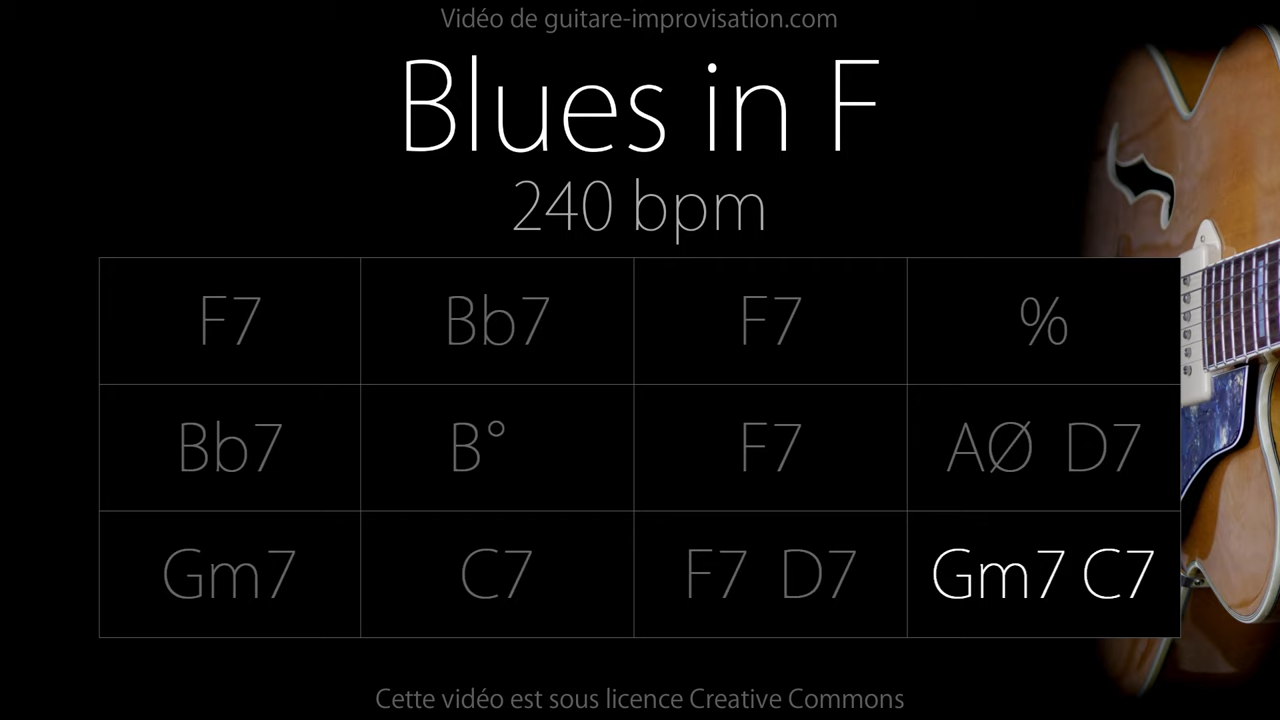 Vidéo de guitare-improvisation.com
Blues in F
240 bpm
F7 Bb7 F7 %
Bb7 B° F7 AØ D7
Gm7 C7 F7 D7 Gm7 C7
Cette vidéo est sous licence Creative Commons